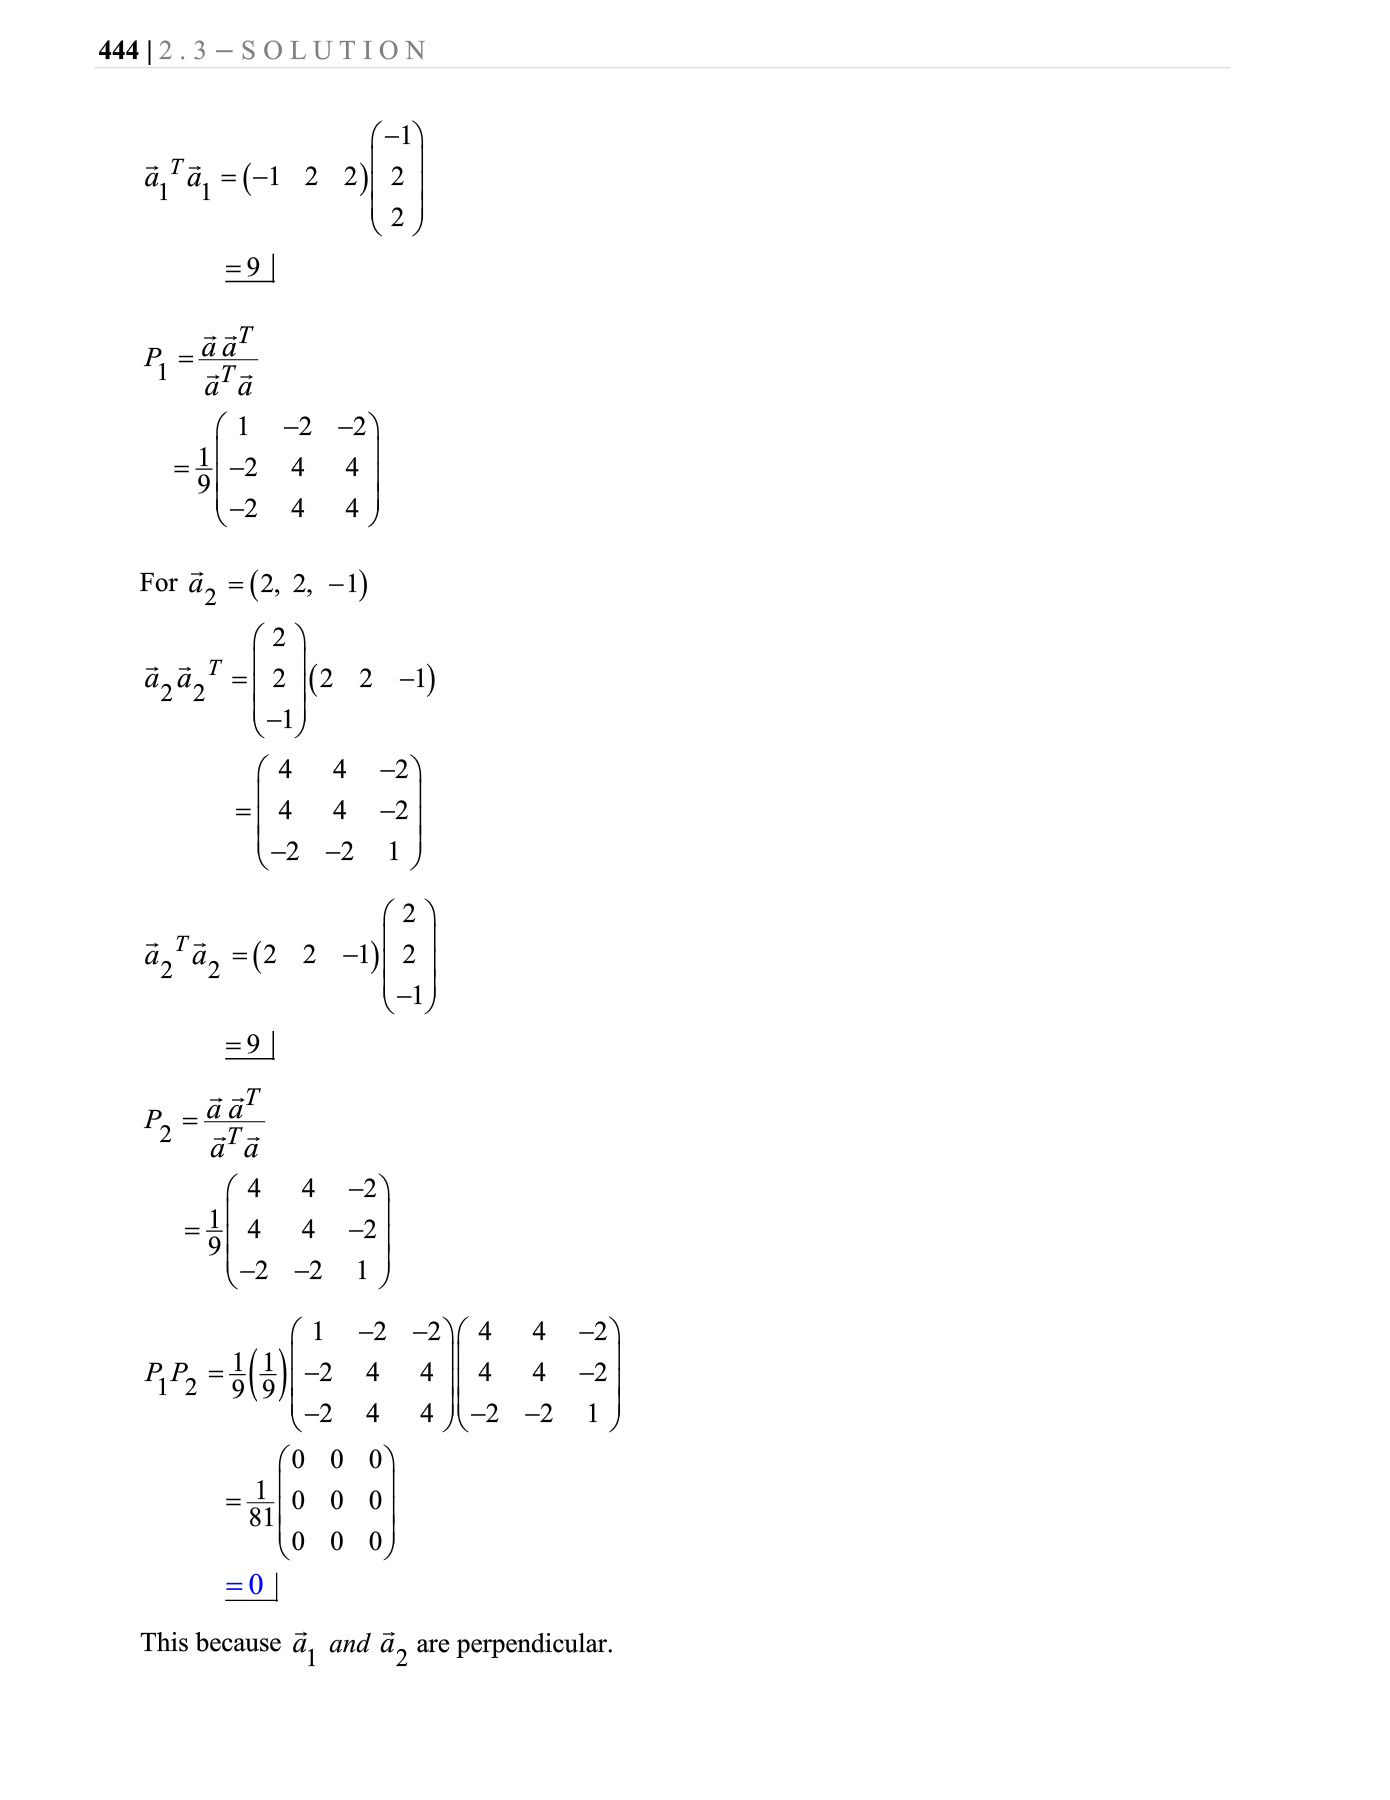 444 | 2.3 – SOLUTION
$\vec{a}_1^{\,T}\vec{a}_1 = \begin{pmatrix} -1 & 2 & 2 \end{pmatrix}\begin{pmatrix} -1 \\ 2 \\ 2 \end{pmatrix}$
$\underline{= 9\,|}$
$P_1 = \frac{\vec{a}\,\vec{a}^{\,T}}{\vec{a}^{\,T}\vec{a}}$
$= \frac{1}{9}\begin{pmatrix} 1 & -2 & -2 \\ -2 & 4 & 4 \\ -2 & 4 & 4 \end{pmatrix}$
For $\vec{a}_2 = (2,\ 2,\ -1)$
$\vec{a}_2\vec{a}_2^{\,T} = \begin{pmatrix} 2 \\ 2 \\ -1 \end{pmatrix}\begin{pmatrix} 2 & 2 & -1 \end{pmatrix}$
$= \begin{pmatrix} 4 & 4 & -2 \\ 4 & 4 & -2 \\ -2 & -2 & 1 \end{pmatrix}$
$\vec{a}_2^{\,T}\vec{a}_2 = \begin{pmatrix} 2 & 2 & -1 \end{pmatrix}\begin{pmatrix} 2 \\ 2 \\ -1 \end{pmatrix}$
$\underline{= 9\,|}$
$P_2 = \frac{\vec{a}\,\vec{a}^{\,T}}{\vec{a}^{\,T}\vec{a}}$
$= \frac{1}{9}\begin{pmatrix} 4 & 4 & -2 \\ 4 & 4 & -2 \\ -2 & -2 & 1 \end{pmatrix}$
$P_1P_2 = \frac{1}{9}\left(\frac{1}{9}\right)\begin{pmatrix} 1 & -2 & -2 \\ -2 & 4 & 4 \\ -2 & 4 & 4 \end{pmatrix}\begin{pmatrix} 4 & 4 & -2 \\ 4 & 4 & -2 \\ -2 & -2 & 1 \end{pmatrix}$
$= \frac{1}{81}\begin{pmatrix} 0 & 0 & 0 \\ 0 & 0 & 0 \\ 0 & 0 & 0 \end{pmatrix}$
$\underline{= 0\,|}$
This because $\vec{a}_1$ and $\vec{a}_2$ are perpendicular.